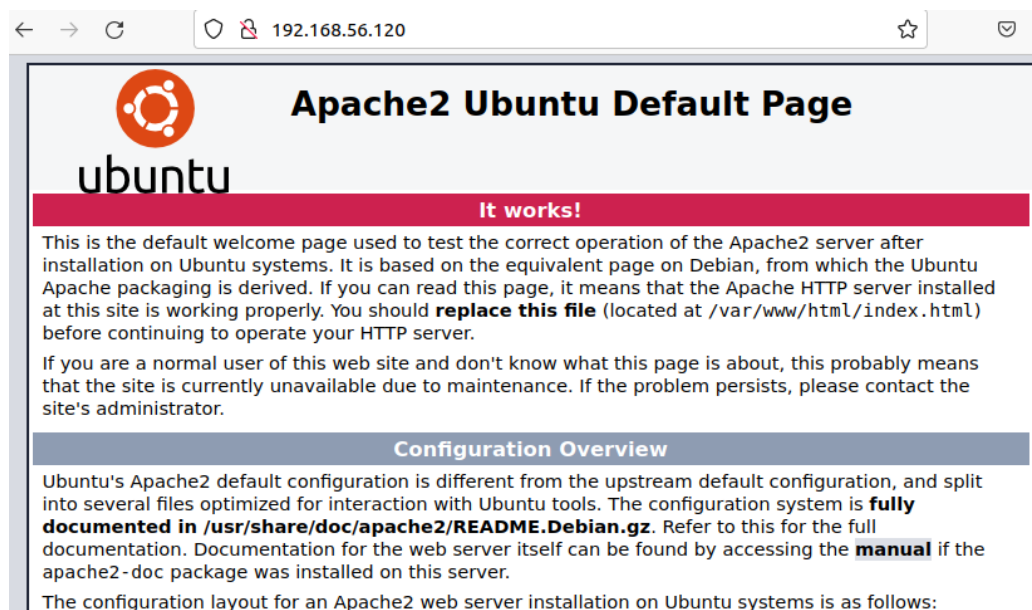 192.168.56.120
Apache2 Ubuntu Default Page
ubuntu
It works!
This is the default welcome page used to test the correct operation of the Apache2 server after
installation on Ubuntu systems. It is based on the equivalent page on Debian, from which the Ubuntu
Apache packaging is derived. If you can read this page, it means that the Apache HTTP server installed
at this site is working properly. You should replace this file (located at /var/www/html/index.html)
before continuing to operate your HTTP server.
If you are a normal user of this web site and don't know what this page is about, this probably means
that the site is currently unavailable due to maintenance. If the problem persists, please contact the
site's administrator.
Configuration Overview
Ubuntu's Apache2 default configuration is different from the upstream default configuration, and split
into several files optimized for interaction with Ubuntu tools. The configuration system is fully
documented in /usr/share/doc/apache2/README.Debian.gz. Refer to this for the full
documentation. Documentation for the web server itself can be found by accessing the manual if the
apache2-doc package was installed on this server.
The configuration layout for an Apache2 web server installation on Ubuntu systems is as follows: